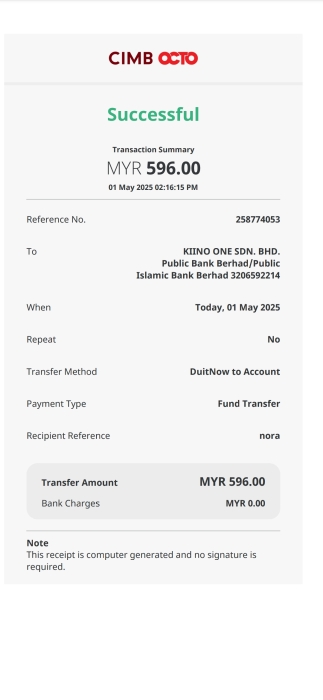 CIMB OCTO
Successful
Transaction Summary
MYR 596.00
01 May 2025 02:16:15 PM
Reference No. 258774053
To KIINO ONE SDN. BHD.
Public Bank Berhad/Public
Islamic Bank Berhad 3206592214
When Today, 01 May 2025
Repeat No
Transfer Method DuitNow to Account
Payment Type Fund Transfer
Recipient Reference nora
Transfer Amount MYR 596.00
Bank Charges MYR 0.00
Note
This receipt is computer generated and no signature is
required.